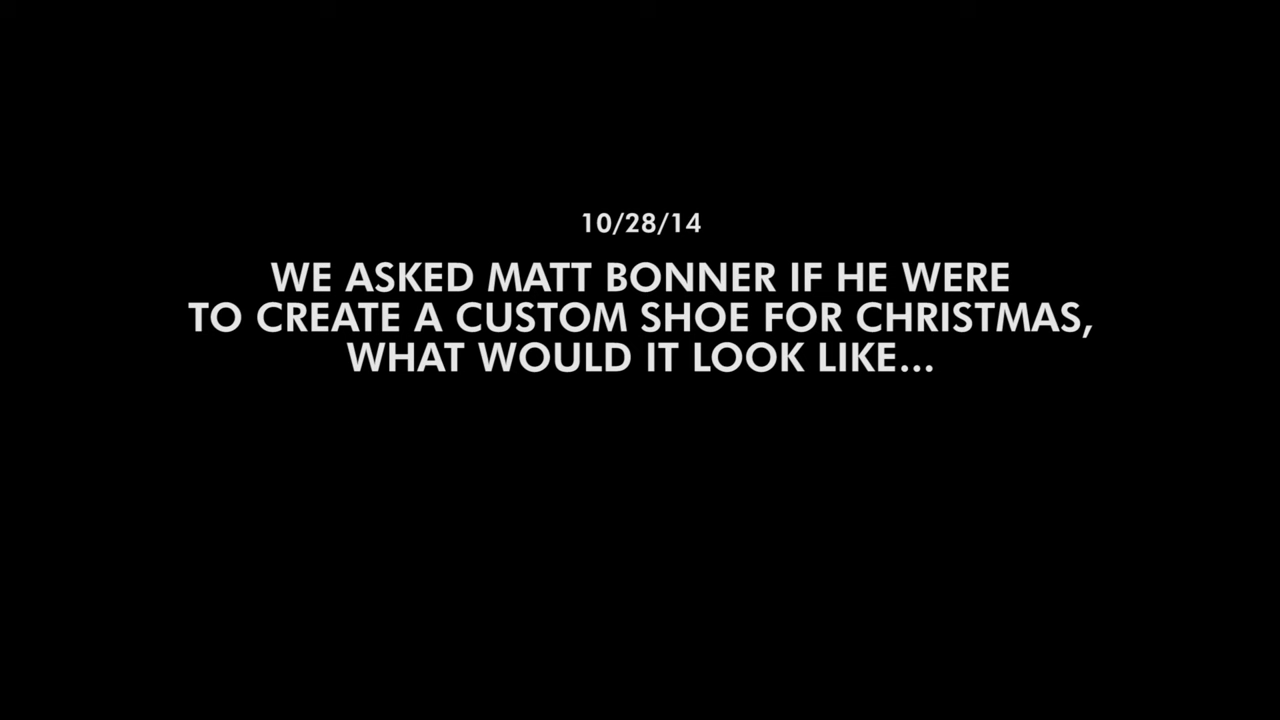 10/28/14
WE ASKED MATT BONNER IF HE WERE
TO CREATE A CUSTOM SHOE FOR CHRISTMAS,
WHAT WOULD IT LOOK LIKE...